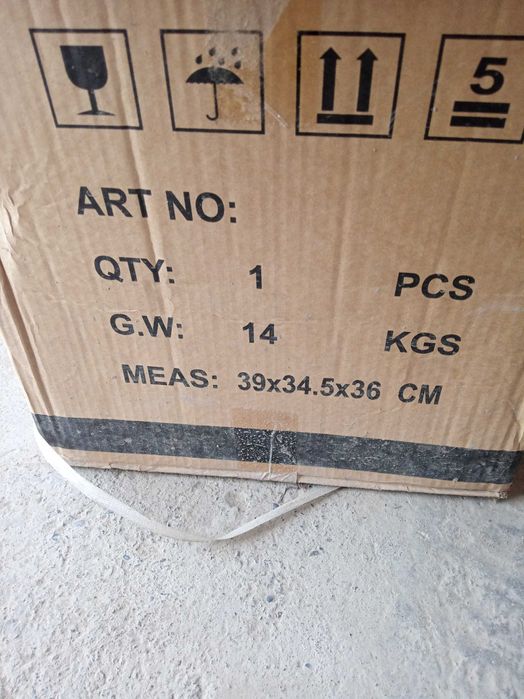 5
ART NO:
QTY: 1 PCS
G.W: 14 KGS
MEAS: 39x34.5x36 CM